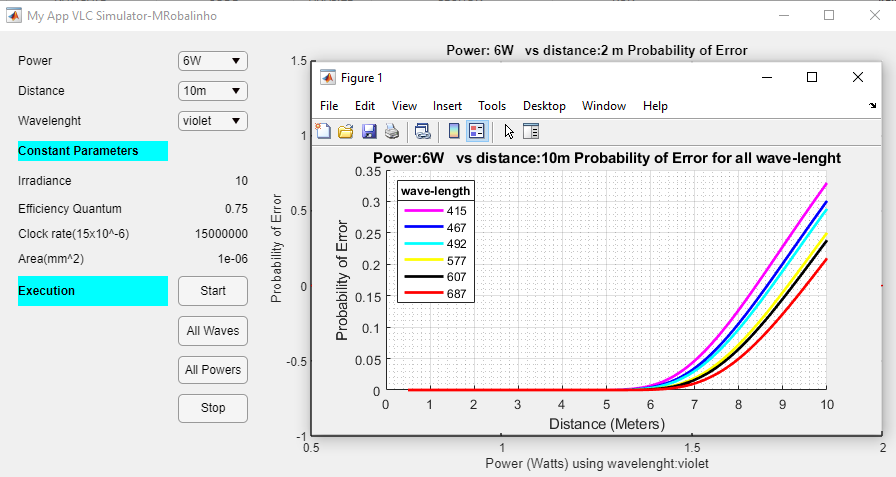 My App VLC Simulator-MRobalinho
Power 6W
Distance 10m
Wavelenght violet
Constant Parameters
Irradiance 10
Efficiency Quantum 0.75
Clock rate(15x10^-6) 15000000
Area(mm^2) 1e-06
Execution Start
All Waves
All Powers
Stop
Power: 6W vs distance:2 m Probability of Error
1.5
1
0.5
0
-0.5
-1
Probability of Error
0.5 1 1.5 2
Power (Watts) using wavelenght:violet
Figure 1
File Edit View Insert Tools Desktop Window Help
Power:6W vs distance:10m Probability of Error for all wave-lenght
0.35
0.3
0.25
0.2
0.15
0.1
0.05
0
Probability of Error
wave-length
415
467
492
577
607
687
0 1 2 3 4 5 6 7 8 9 10
Distance (Meters)